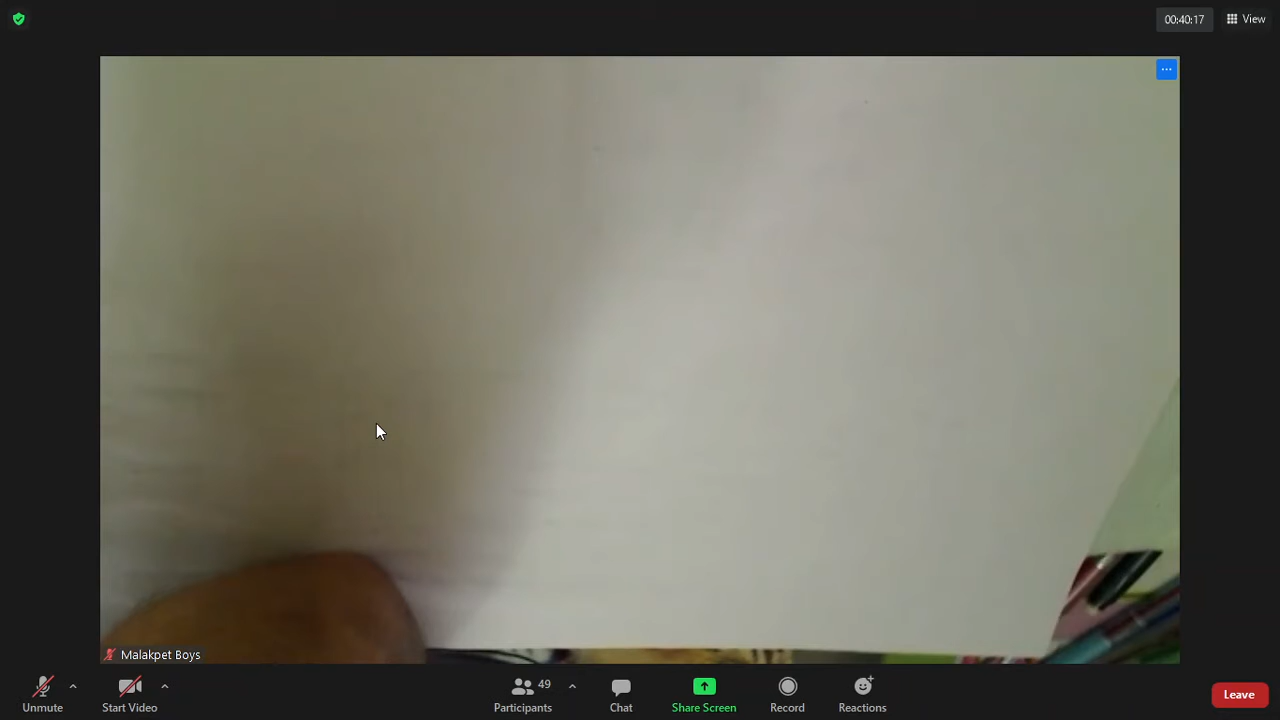 00:40:17
View
Malakpet Boys
Unmute
Start Video
Participants
49
Chat
Share Screen
Record
Reactions
Leave